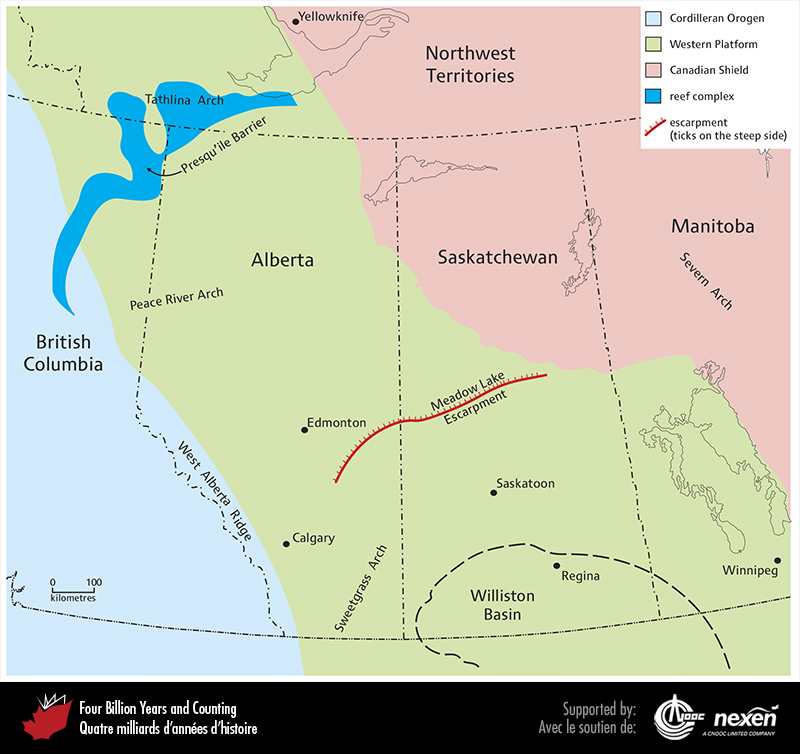 Yellowknife
Northwest
Territories
Cordilleran Orogen
Western Platform
Canadian Shield
reef complex
escarpment
(ticks on the steep side)
Tathlina Arch
Presqu'ile Barrier
Alberta
Saskatchewan
Manitoba
Severn Arch
Peace River Arch
British
Columbia
Meadow Lake
Escarpment
Edmonton
West Alberta Ridge
Saskatoon
Calgary
Sweetgrass Arch
Regina
Winnipeg
Williston
Basin
0 100
kilometres
Four Billion Years and Counting
Quatre milliards d'années d'histoire
Supported by:
Avec le soutien de:
CNOOC
nexen
A CNOOC LIMITED COMPANY